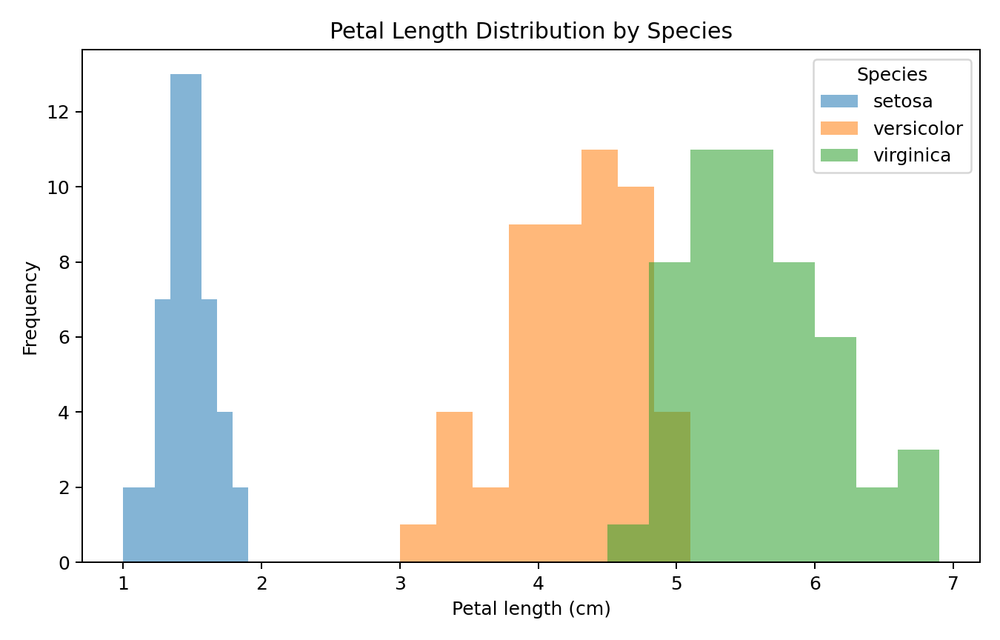 Petal Length Distribution by Species
Species
setosa
versicolor
virginica
Frequency
12
10
8
6
4
2
0
1 2 3 4 5 6 7
Petal length (cm)